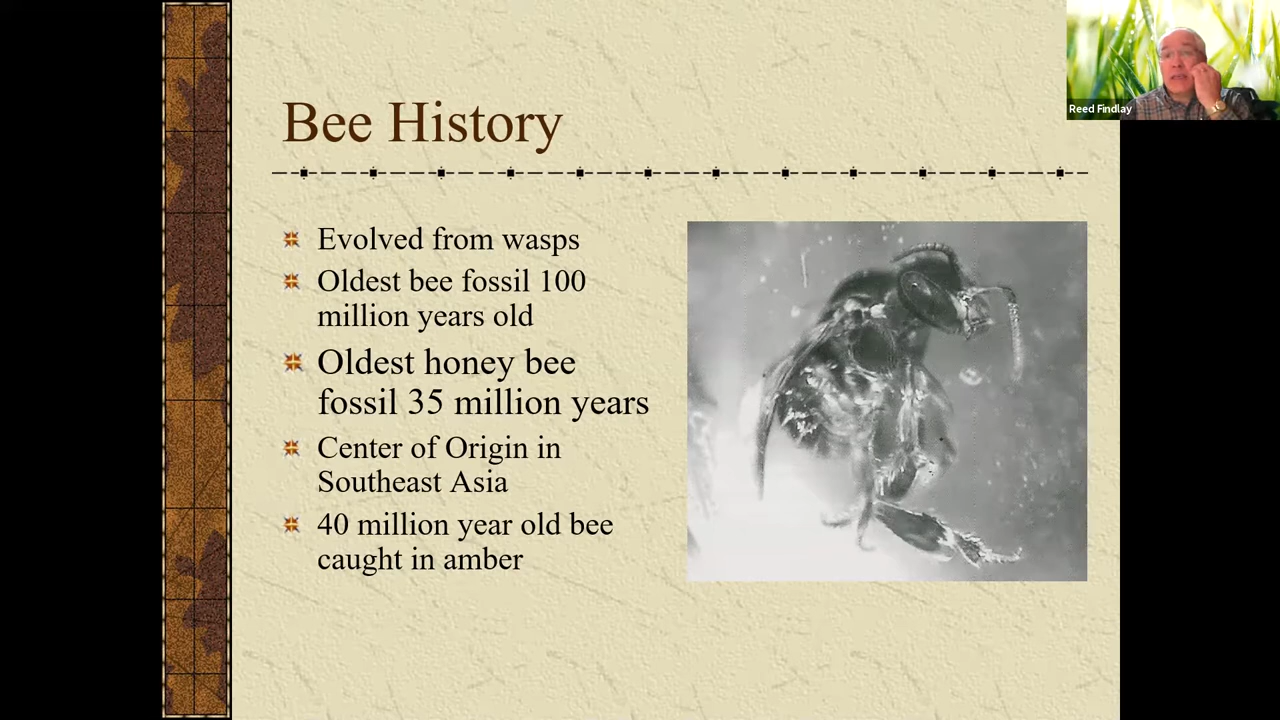 Reed Findlay
Bee History
Evolved from wasps
Oldest bee fossil 100
million years old
Oldest honey bee
fossil 35 million years
Center of Origin in
Southeast Asia
40 million year old bee
caught in amber